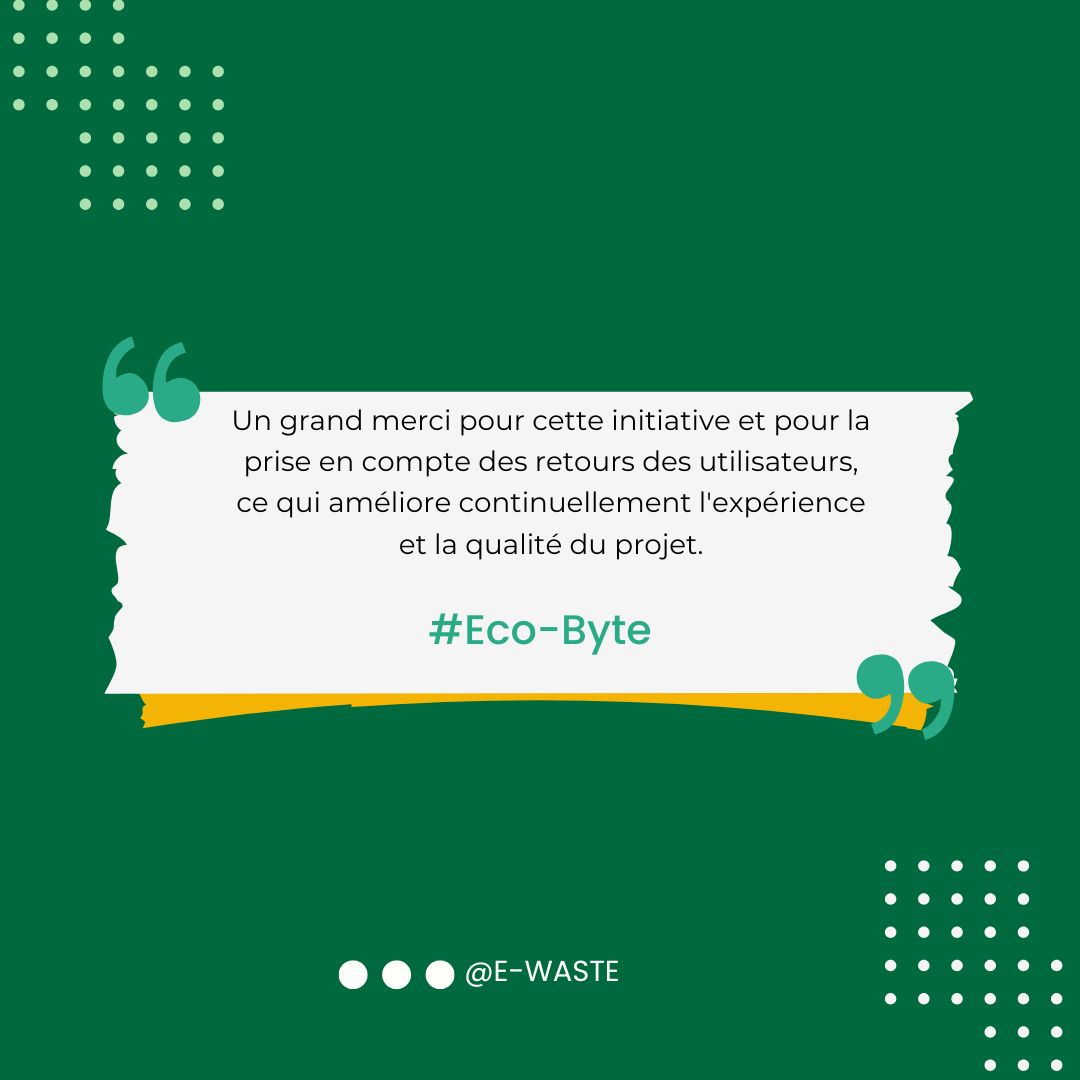 Un grand merci pour cette initiative et pour la
prise en compte des retours des utilisateurs,
ce qui améliore continuellement l'expérience
et la qualité du projet.
#Eco-Byte
@E-WASTE